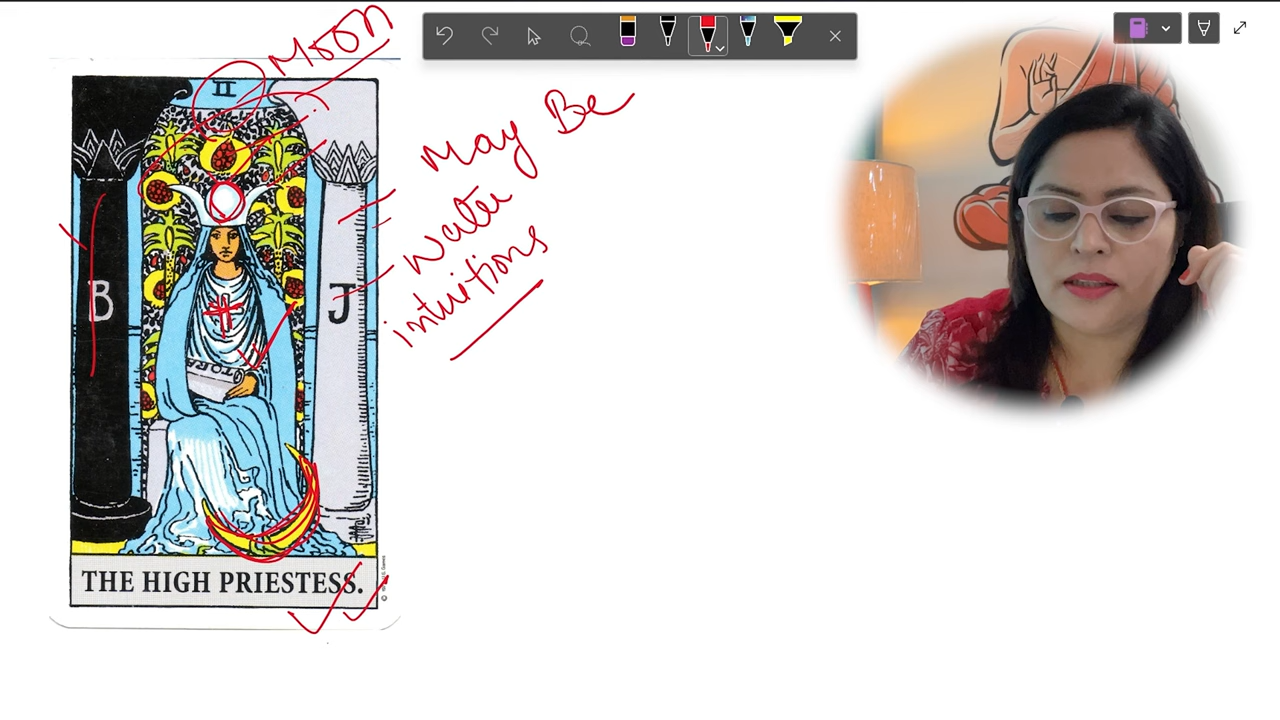 Moon
II
May Be
Water
intuitions
B
J
TORA
THE HIGH PRIESTESS.